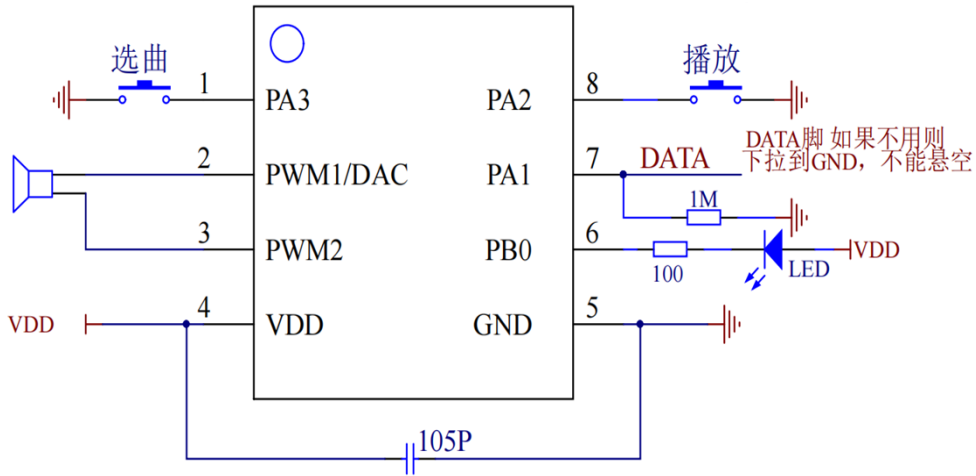 选曲
1
PA3
PA2
8
播放
2
PWM1/DAC
PA1
7
DATA
DATA脚 如果不用则
下拉到GND，不能悬空
1M
3
PWM2
PB0
6
100
LED
VDD
VDD
4
VDD
GND
5
105P